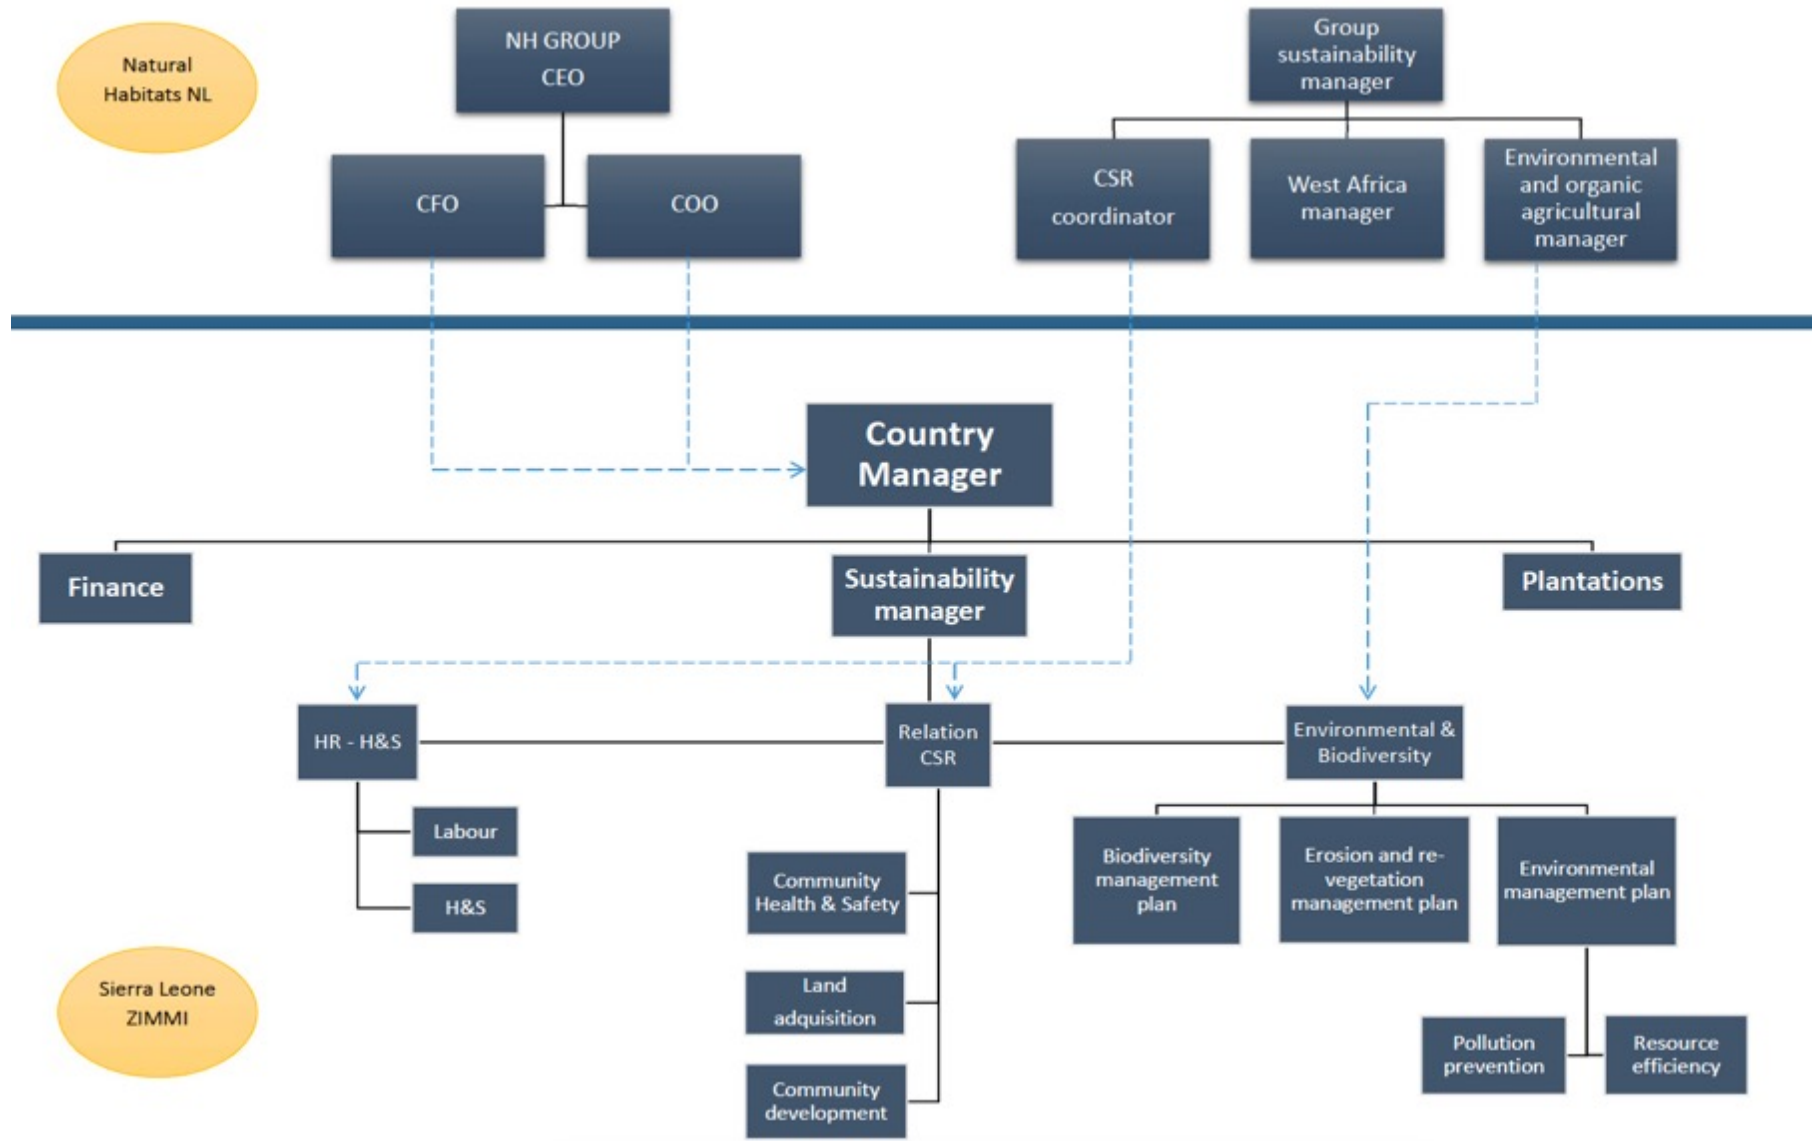 Natural
Habitats NL
NH GROUP
CEO
Group
sustainability
manager
CFO
COO
CSR
coordinator
West Africa
manager
Environmental
and organic
agricultural
manager
Country
Manager
Finance
Sustainability
manager
Plantations
HR - H&S
Relation
CSR
Environmental &
Biodiversity
Labour
H&S
Community
Health & Safety
Land
adquisition
Community
development
Biodiversity
management
plan
Erosion and re-
vegetation
management plan
Environmental
management plan
Pollution
prevention
Resource
efficiency
Sierra Leone
ZIMMI